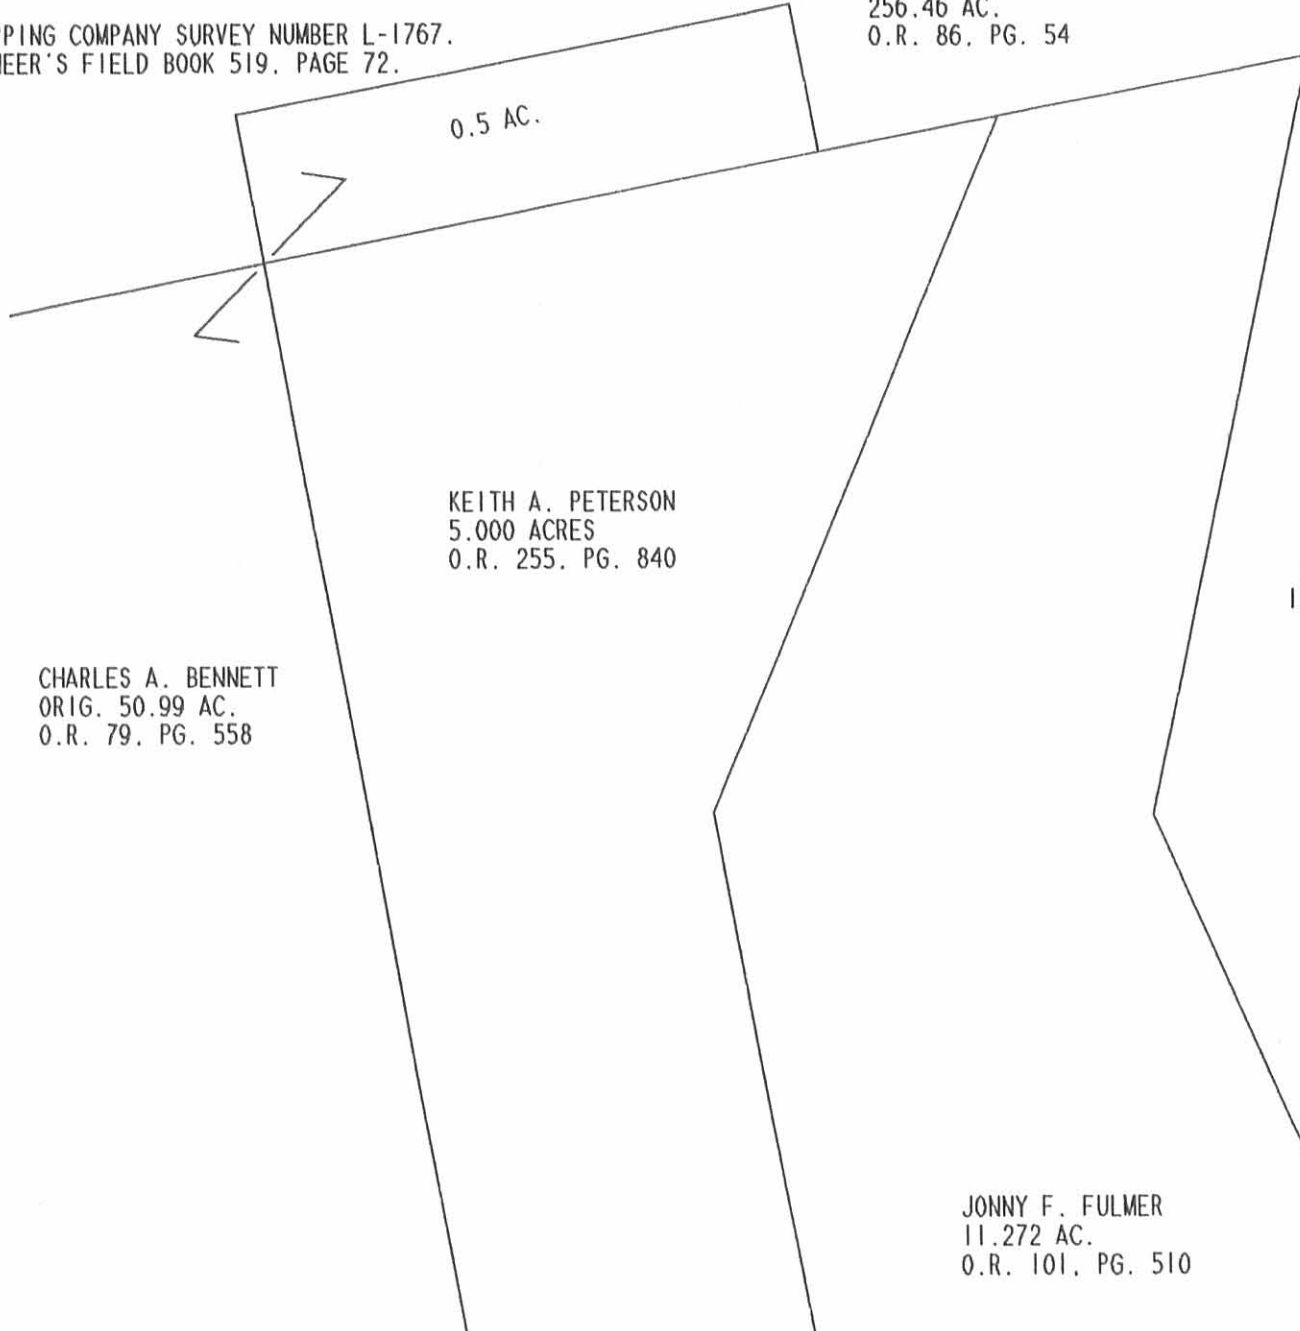 PPING COMPANY SURVEY NUMBER L-1767.
EER'S FIELD BOOK 519, PAGE 72.
256.46 AC.
O.R. 86, PG. 54
0.5 AC.
KEITH A. PETERSON
5.000 ACRES
O.R. 255, PG. 840
CHARLES A. BENNETT
ORIG. 50.99 AC.
O.R. 79, PG. 558
JONNY F. FULMER
11.272 AC.
O.R. 101, PG. 510